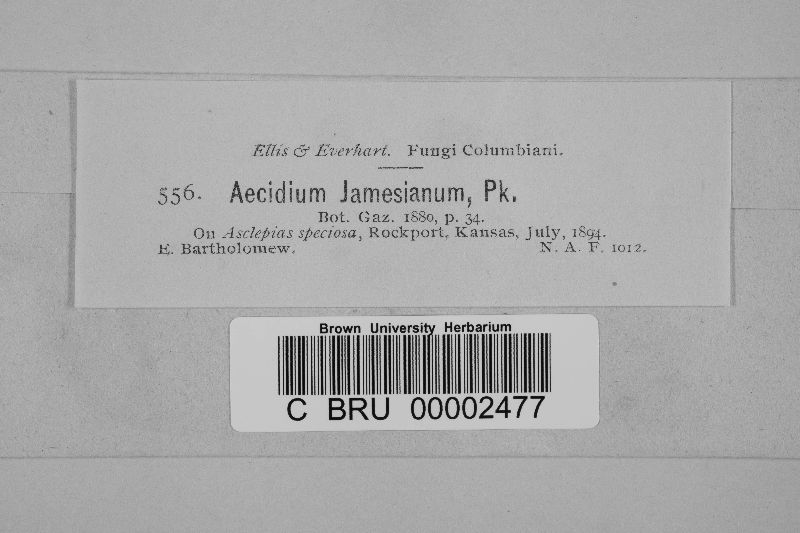 Ellis & Everhart. Fungi Columbiani.
556. Aecidium Jamesianum, Pk.
Bot. Gaz. 1880, p. 34.
On Asclepias speciosa, Rockport, Kansas, July, 1894.
E. Bartholomew. N. A. F. 1012.
Brown University Herbarium
C BRU 00002477